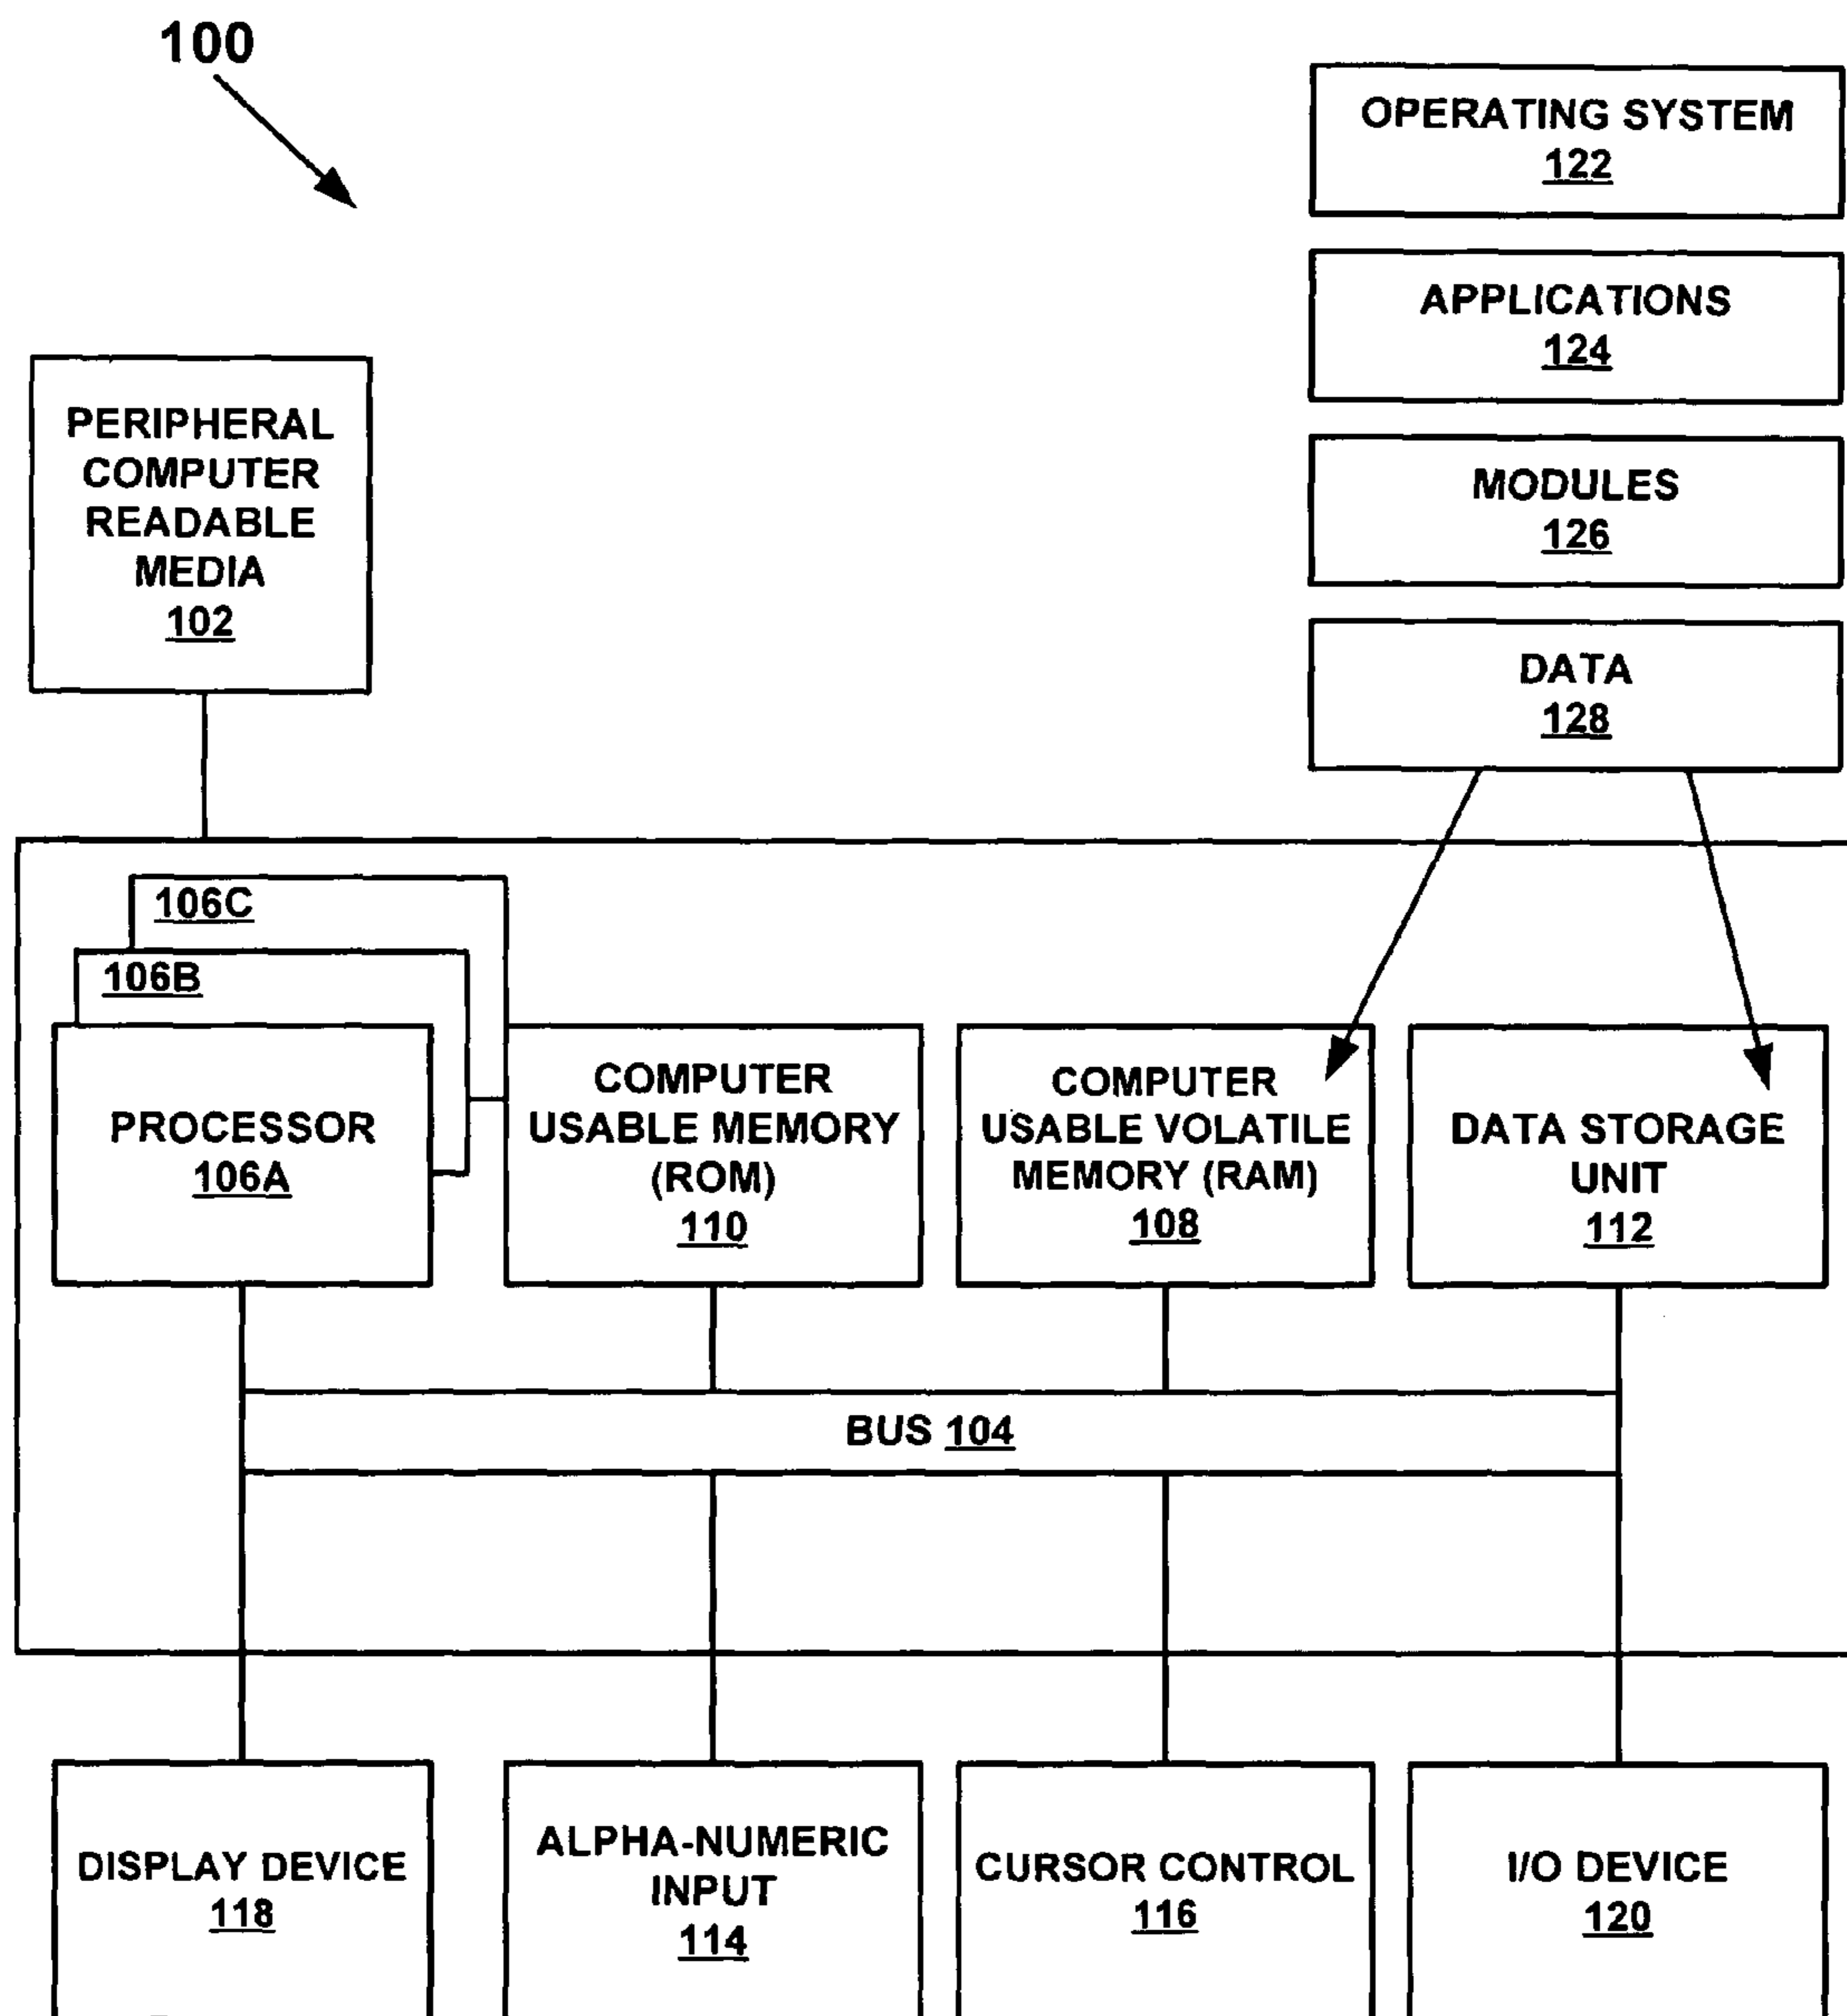 100
OPERATING SYSTEM
122
APPLICATIONS
124
MODULES
126
DATA
128
PERIPHERAL
COMPUTER
READABLE
MEDIA
102
106C
106B
PROCESSOR
106A
COMPUTER
USABLE MEMORY
(ROM)
110
COMPUTER
USABLE VOLATILE
MEMORY (RAM)
108
DATA STORAGE
UNIT
112
BUS 104
DISPLAY DEVICE
118
ALPHA-NUMERIC
INPUT
114
CURSOR CONTROL
116
I/O DEVICE
120